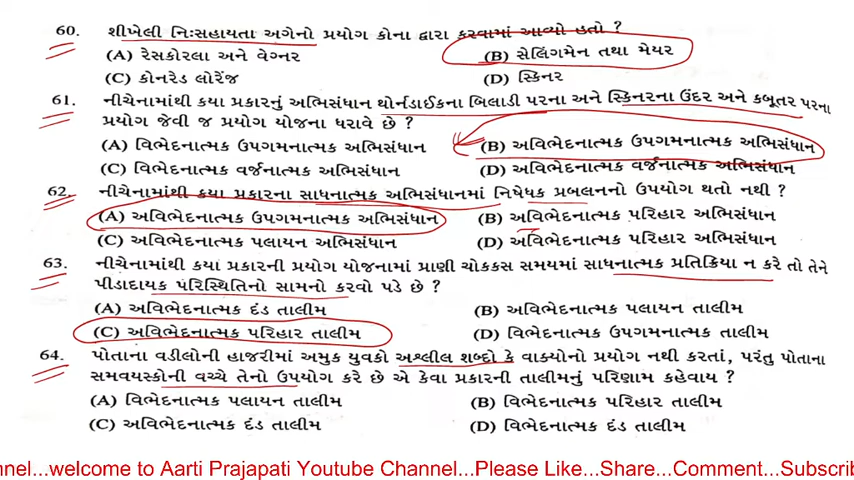 60. શીખેલી નિઃસહાયતા અગેનો પ્રયોગ કોના દ્વારા કરવામાં આવ્યો હતો ?
(A) રેસકોરલા અને વેગ્નર (B) સેલિંગમેન તથા મેયર
(C) કોનરેડ લોરેંજ (D) સ્કિનર
61. નીચેનામાંથી કયા પ્રકારનું અભિસંધાન થોર્નડાઈકના બિલાડી પરના અને સ્કિનરના ઉંદર અને કબૂતર પરના
પ્રયોગ જેવી જ પ્રયોગ યોજના ધરાવે છે ?
(A) વિભેદનાત્મક ઉપગમનાત્મક અભિસંધાન (B) અવિભેદનાત્મક ઉપગમનાત્મક અભિસંધાન
(C) વિભેદનાત્મક વર્જનાત્મક અભિસંધાન (D) અવિભેદનાત્મક વર્જનાત્મક અભિસંધાન
62. નીચેનામાંથી કયા પ્રકારના સાધનાત્મક અભિસંધાનમાં નિષેધક પ્રબલનનો ઉપયોગ થતો નથી ?
(A) અવિભેદનાત્મક ઉપગમનાત્મક અભિસંધાન (B) અવિભેદનાત્મક પરિહાર અભિસંધાન
(C) અવિભેદનાત્મક પલાયન અભિસંધાન (D) અવિભેદનાત્મક પરિહાર અભિસંધાન
63. નીચેનામાંથી કયા પ્રકારની પ્રયોગ યોજનામાં પ્રાણી ચોકકસ સમયમાં સાધનાત્મક પ્રતિક્રિયા ન કરે તો તેને
પીડાદાયક પરિસ્થિતિનો સામનો કરવો પડે છે ?
(A) અવિભેદનાત્મક દંડ તાલીમ (B) અવિભેદનાત્મક પલાયન તાલીમ
(C) અવિભેદનાત્મક પરિહાર તાલીમ (D) વિભેદનાત્મક ઉપગમનાત્મક તાલીમ
64. પોતાના વડીલોની હાજરીમાં અમુક યુવકો અશ્લીલ શબ્દો કે વાક્યોનો પ્રયોગ નથી કરતાં, પરંતુ પોતાના
સમવયસ્કોની વચ્ચે તેનો ઉપયોગ કરે છે એ કેવા પ્રકારની તાલીમનું પરિણામ કહેવાય ?
(A) વિભેદનાત્મક પલાયન તાલીમ (B) વિભેદનાત્મક પરિહાર તાલીમ
(C) અવિભેદનાત્મક દંડ તાલીમ (D) વિભેદનાત્મક દંડ તાલીમ
nnel...welcome to Aarti Prajapati Youtube Channel...Please Like...Share...Comment...Subscrib